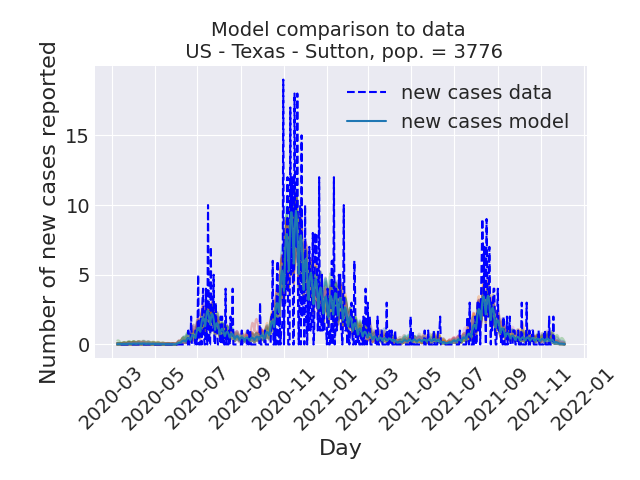 Model comparison to data
US - Texas - Sutton, pop. = 3776
Number of new cases reported
15
10
5
0
new cases data
new cases model
2020-03
2020-05
2020-07
2020-09
2020-11
2021-01
2021-03
2021-05
2021-07
2021-09
2021-11
2022-01
Day